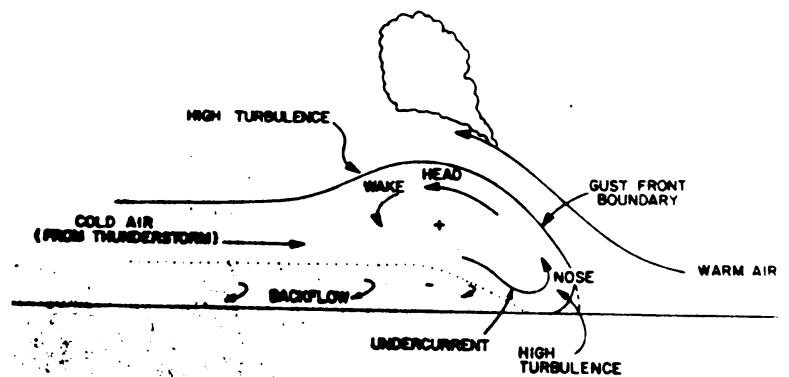 HIGH TURBULENCE
HEAD
WAKE
GUST FRONT
BOUNDARY
COLD AIR
(FROM THUNDERSTORM)
+
NOSE
WARM AIR
BACKFLOW
-
UNDERCURRENT
HIGH
TURBULENCE